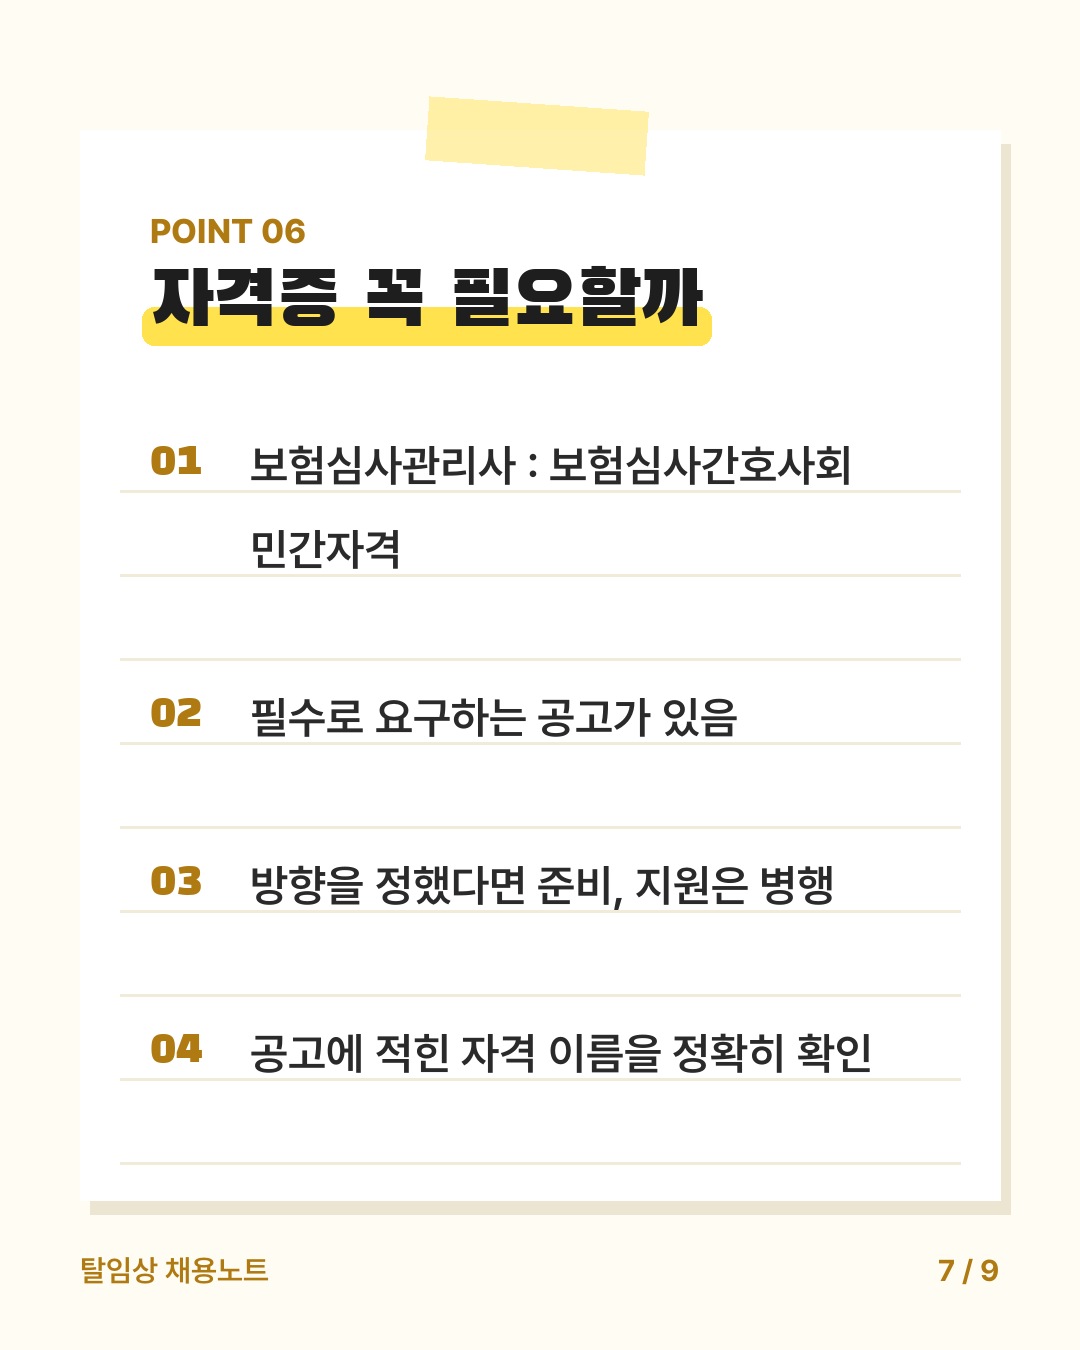 POINT 06
자격증 꼭 필요할까
01 보험심사관리사 : 보험심사간호사회
민간자격
02 필수로 요구하는 공고가 있음
03 방향을 정했다면 준비, 지원은 병행
04 공고에 적힌 자격 이름을 정확히 확인
탈임상 채용노트
7 / 9